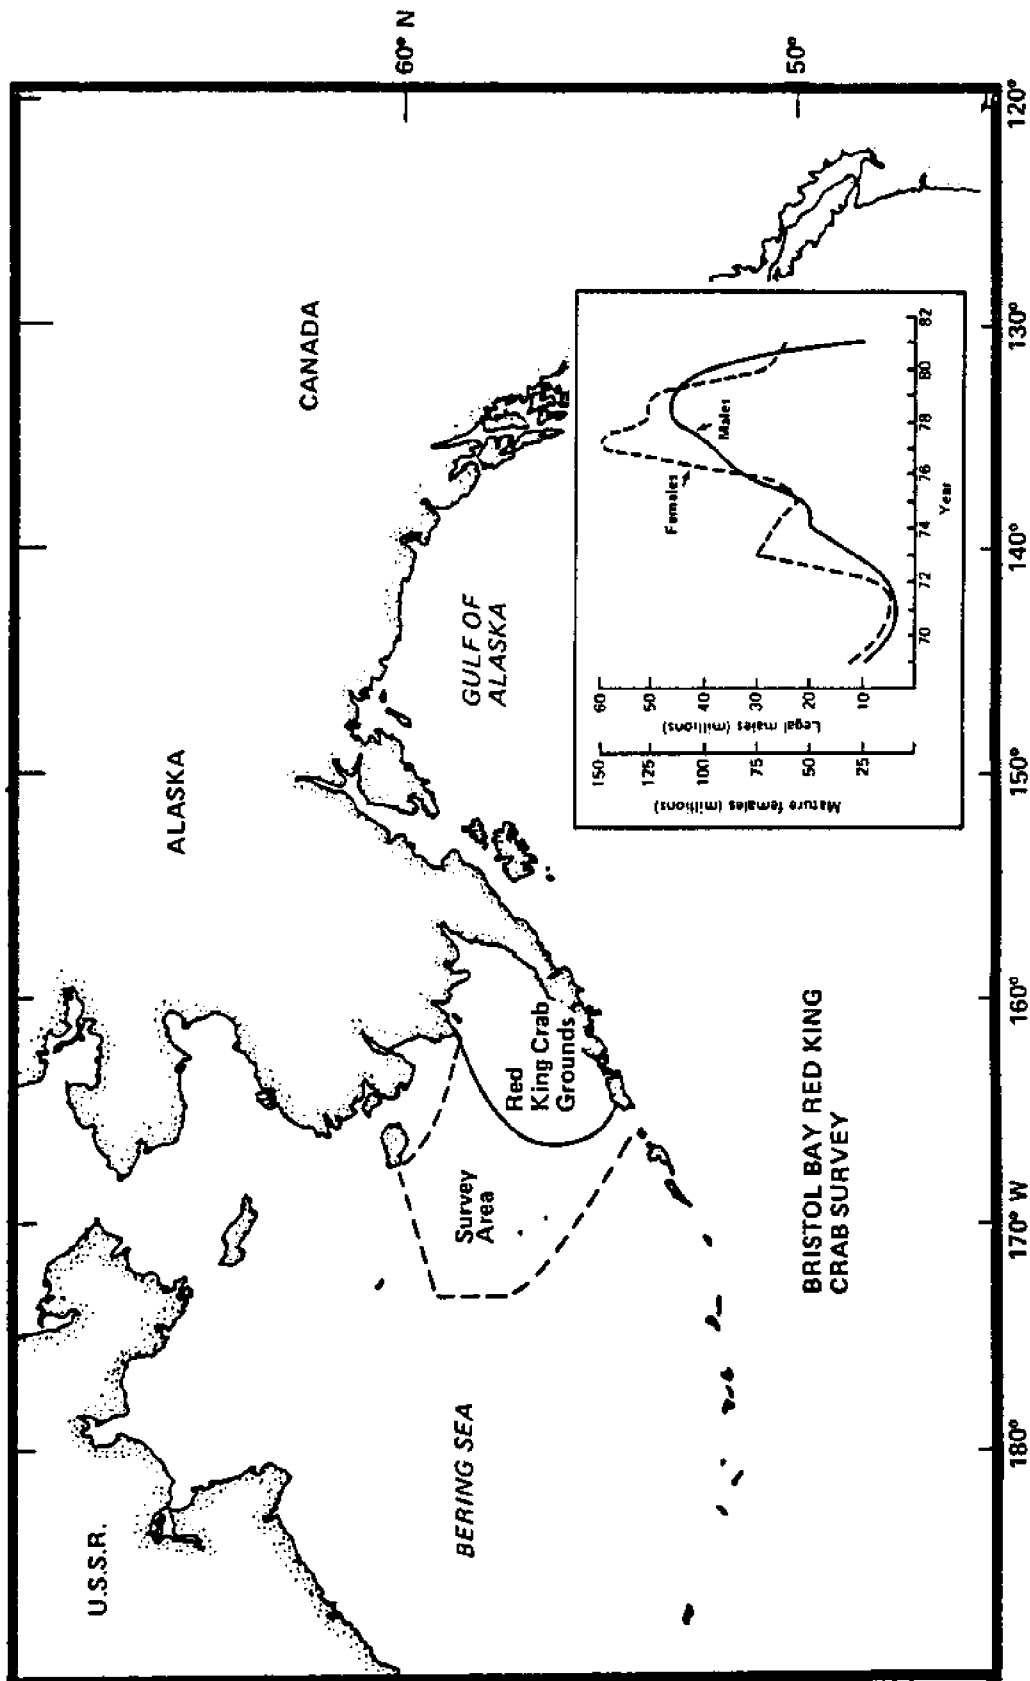 U.S.S.R.
ALASKA
CANADA
60° N
50°
BERING SEA
GULF OF
ALASKA
Survey
Area
Red
King Crab
Grounds
BRISTOL BAY RED KING
CRAB SURVEY
180°
170° W
160°
150°
140°
130°
120°
Mature females (millions)
150
125
100
75
50
25
Legal males (millions)
60
50
40
30
20
10
Females
Males
70
72
74
76
78
80
82
Year